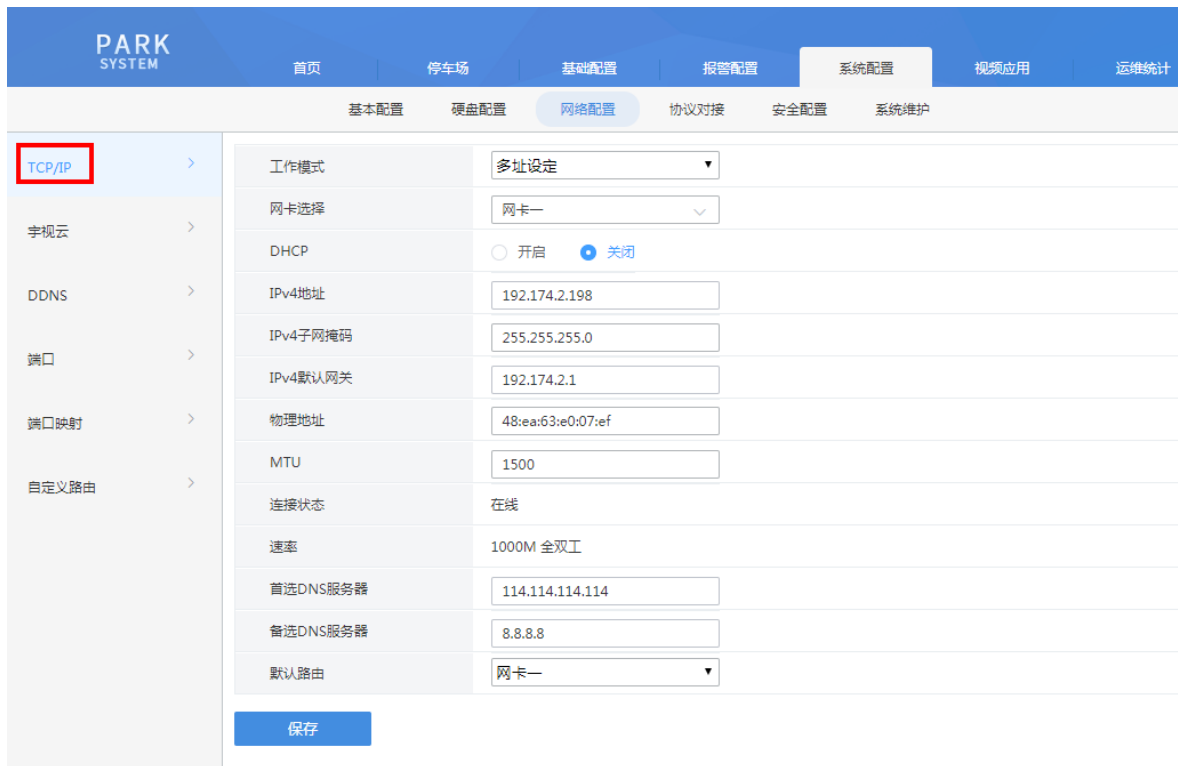 PARK
SYSTEM
首页 停车场 基础配置 报警配置 系统配置 视频应用 运维统计
基本配置 硬盘配置 网络配置 协议对接 安全配置 系统维护
TCP/IP
宇视云
DDNS
端口
端口映射
自定义路由
工作模式 多址设定
网卡选择 网卡一
DHCP 开启 关闭
IPv4地址 192.174.2.198
IPv4子网掩码 255.255.255.0
IPv4默认网关 192.174.2.1
物理地址 48:ea:63:e0:07:ef
MTU 1500
连接状态 在线
速率 1000M 全双工
首选DNS服务器 114.114.114.114
备选DNS服务器 8.8.8.8
默认路由 网卡一
保存